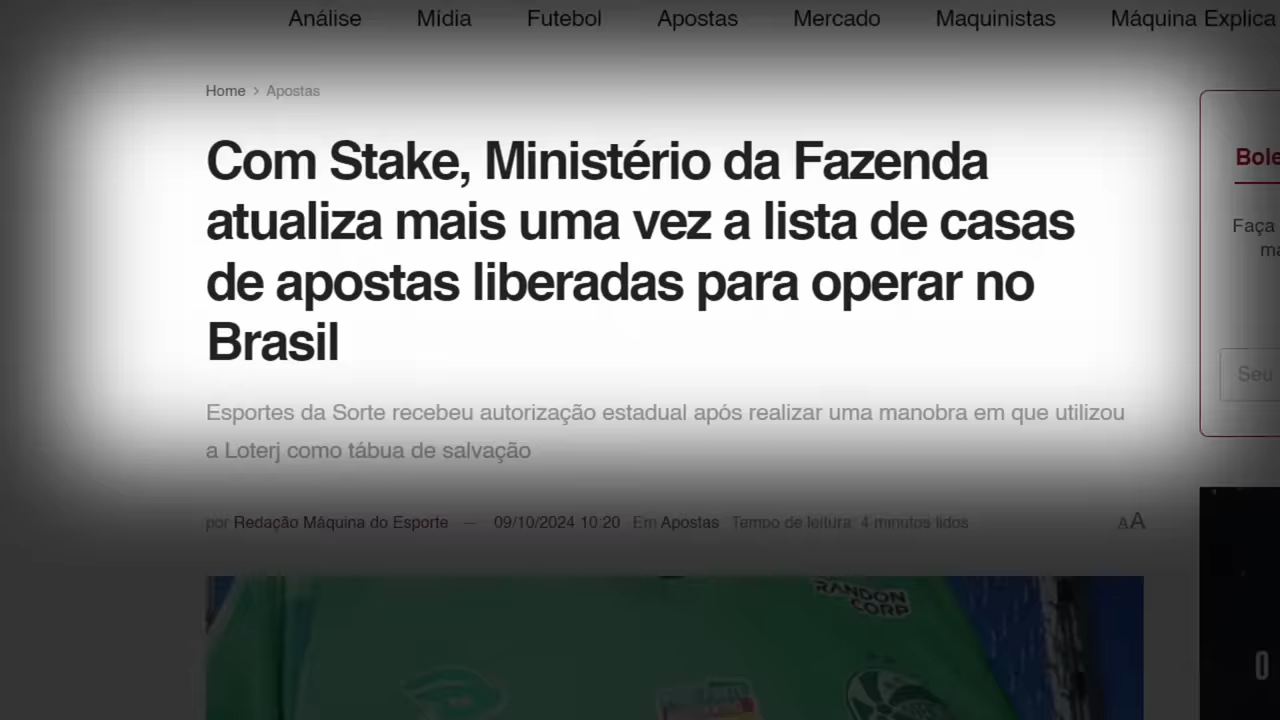 Análise Mídia Futebol Apostas Mercado Maquinistas Máquina Explica
Home > Apostas
Com Stake, Ministério da Fazenda
atualiza mais uma vez a lista de casas
de apostas liberadas para operar no
Brasil
Esportes da Sorte recebeu autorização estadual após realizar uma manobra em que utilizou
a Loterj como tábua de salvação
por Redação Máquina do Esporte — 09/10/2024 10:20 Em Apostas Tempo de leitura: 4 minutos lidos
AA
Bole
Faça
ma
Seu
RANDON
CORP
0